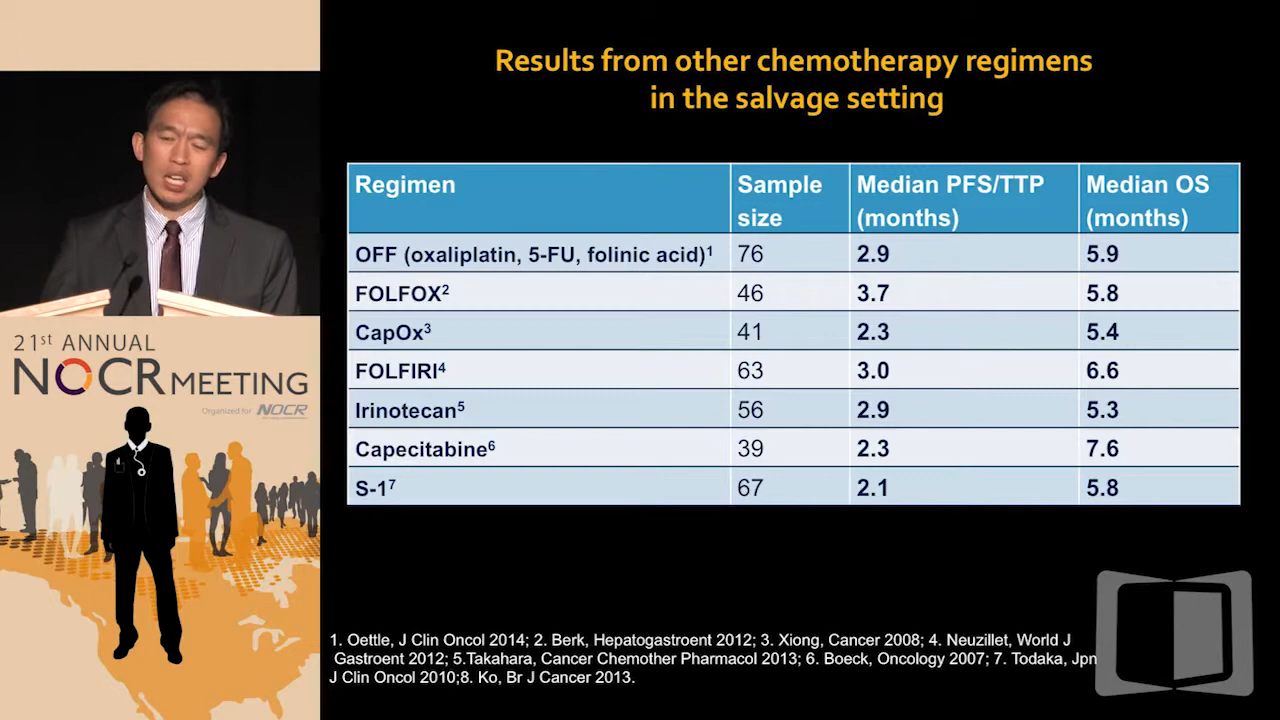 Results from other chemotherapy regimens
in the salvage setting
Regimen Sample size Median PFS/TTP (months) Median OS (months)
OFF (oxaliplatin, 5-FU, folinic acid)1 76 2.9 5.9
FOLFOX2 46 3.7 5.8
CapOx3 41 2.3 5.4
FOLFIRI4 63 3.0 6.6
Irinotecan5 56 2.9 5.3
Capecitabine6 39 2.3 7.6
S-17 67 2.1 5.8
1. Oettle, J Clin Oncol 2014; 2. Berk, Hepatogastroent 2012; 3. Xiong, Cancer 2008; 4. Neuzillet, World J
Gastroent 2012; 5.Takahara, Cancer Chemother Pharmacol 2013; 6. Boeck, Oncology 2007; 7. Todaka, Jpn
J Clin Oncol 2010;8. Ko, Br J Cancer 2013.
21st ANNUAL
NOCR MEETING
Organized for NOCR